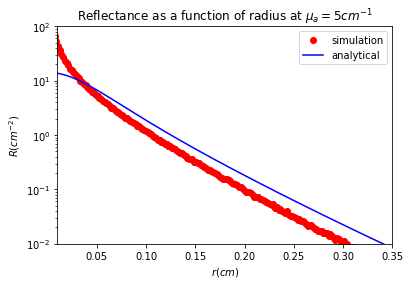 Reflectance as a function of radius at μₐ = 5cm⁻¹
simulation
analytical
R(cm⁻²)
10²
10¹
10⁰
10⁻¹
10⁻²
0.05 0.10 0.15 0.20 0.25 0.30 0.35
r(cm)